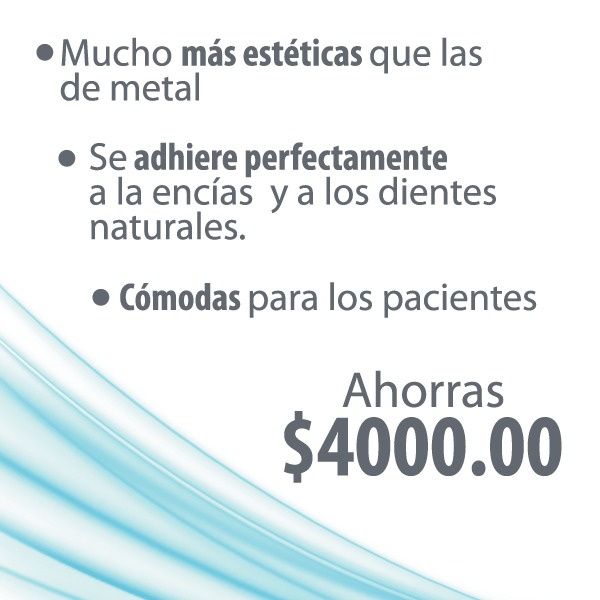 • Mucho más estéticas que las
de metal
• Se adhiere perfectamente
a la encías y a los dientes
naturales.
• Cómodas para los pacientes
Ahorras
$4000.00